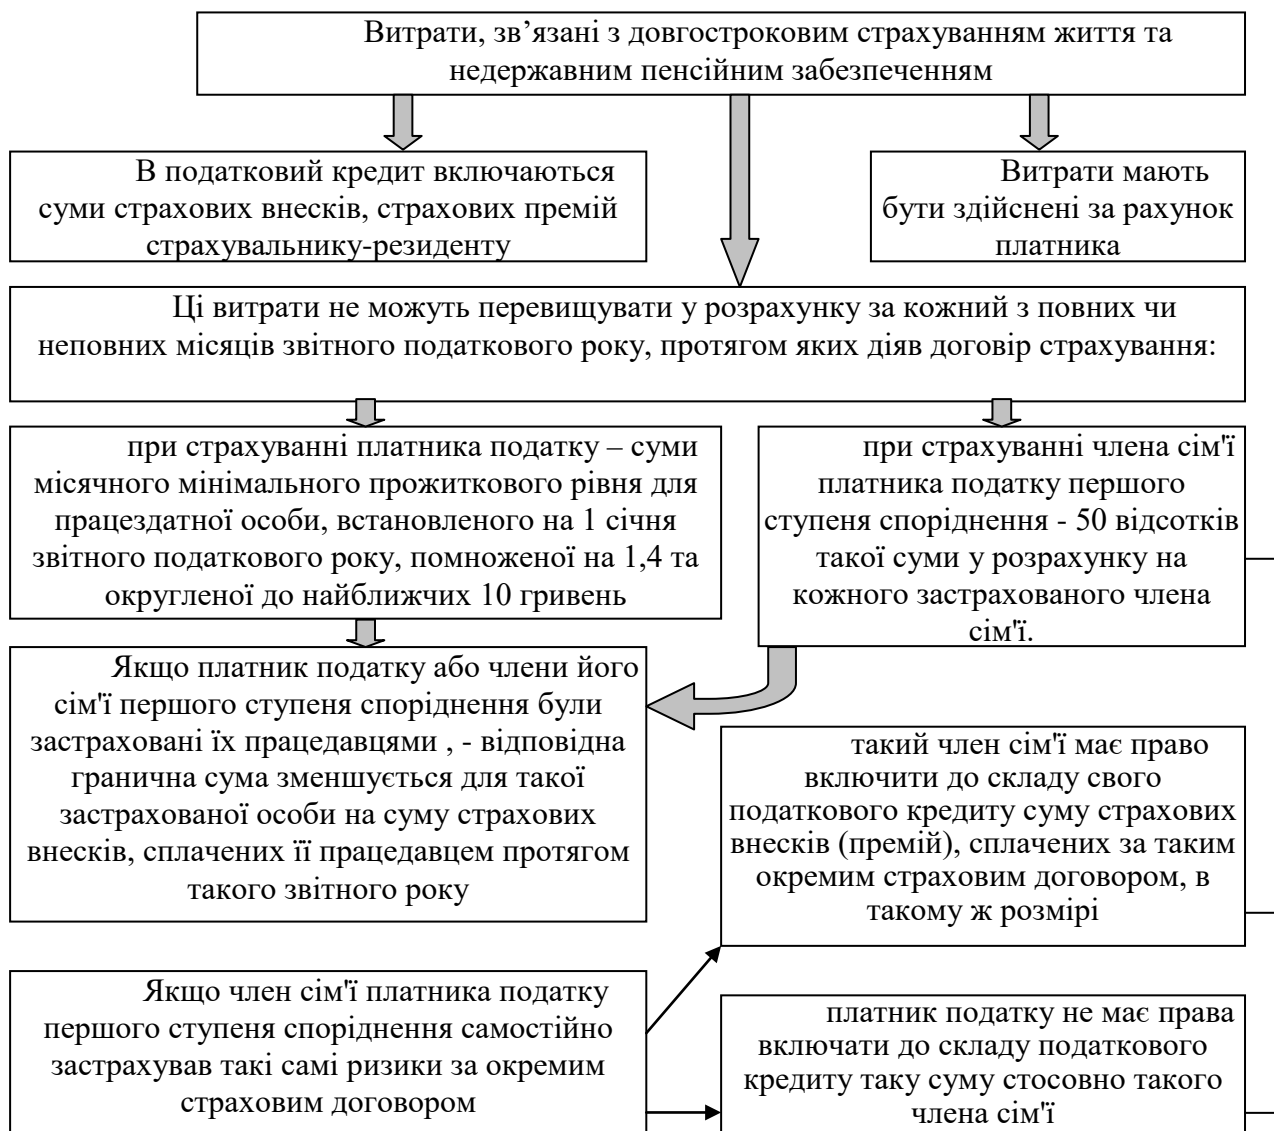 Витрати, зв’язані з довгостроковим страхуванням життя та
недержавним пенсійним забезпеченням
В податковий кредит включаються
суми страхових внесків, страхових премій
страхувальнику-резиденту
Витрати мають
бути здійснені за рахунок
платника
Ці витрати не можуть перевищувати у розрахунку за кожний з повних чи
неповних місяців звітного податкового року, протягом яких діяв договір страхування:
при страхуванні платника податку – суми
місячного мінімального прожиткового рівня для
працездатної особи, встановленого на 1 січня
звітного податкового року, помноженої на 1,4 та
округленої до найближчих 10 гривень
при страхуванні члена сім'ї
платника податку першого
ступеня споріднення - 50 відсотків
такої суми у розрахунку на
кожного застрахованого члена
сім'ї.
Якщо платник податку або члени його
сім'ї першого ступеня споріднення були
застраховані їх працедавцями , - відповідна
гранична сума зменшується для такої
застрахованої особи на суму страхових
внесків, сплачених її працедавцем протягом
такого звітного року
такий член сім'ї має право
включити до складу свого
податкового кредиту суму страхових
внесків (премій), сплачених за таким
окремим страховим договором, в
такому ж розмірі
Якщо член сім'ї платника податку
першого ступеня споріднення самостійно
застрахував такі самі ризики за окремим
страховим договором
платник податку не має права
включати до складу податкового
кредиту таку суму стосовно такого
члена сім'ї